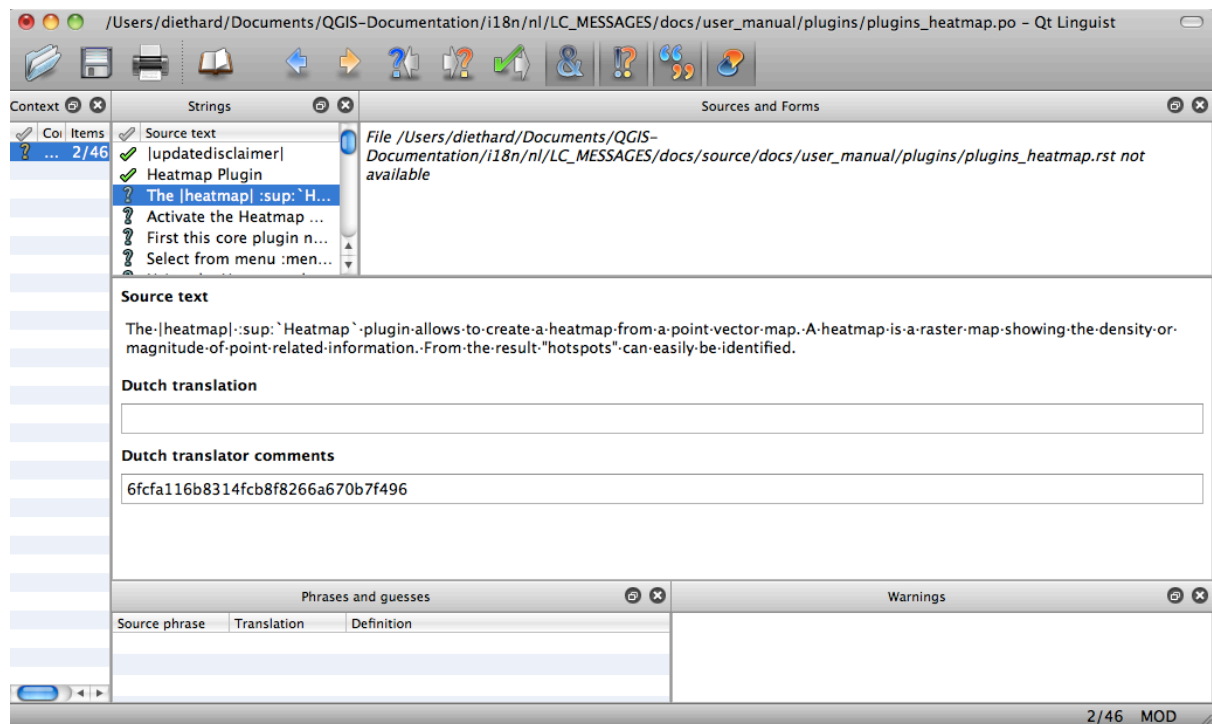 /Users/diethard/Documents/QGIS-Documentation/i18n/nl/LC_MESSAGES/docs/user_manual/plugins/plugins_heatmap.po – Qt Linguist
Context
Strings
Sources and Forms
Items
2/46
Source text
|updatedisclaimer|
Heatmap Plugin
The |heatmap| :sup:`H...
Activate the Heatmap ...
First this core plugin n...
Select from menu :men...
File /Users/diethard/Documents/QGIS-
Documentation/i18n/nl/LC_MESSAGES/docs/source/docs/user_manual/plugins/plugins_heatmap.rst not
available
Source text
The·|heatmap|·:sup:`Heatmap`·plugin·allows·to·create·a·heatmap·from·a·point·vector·map.·A·heatmap·is·a·raster·map·showing·the·density·or·
magnitude·of·point·related·information.·From·the·result·"hotspots"·can·easily·be·identified.
Dutch translation
Dutch translator comments
6fcfa116b8314fcb8f8266a670b7f496
Phrases and guesses
Warnings
Source phrase Translation Definition
2/46 MOD